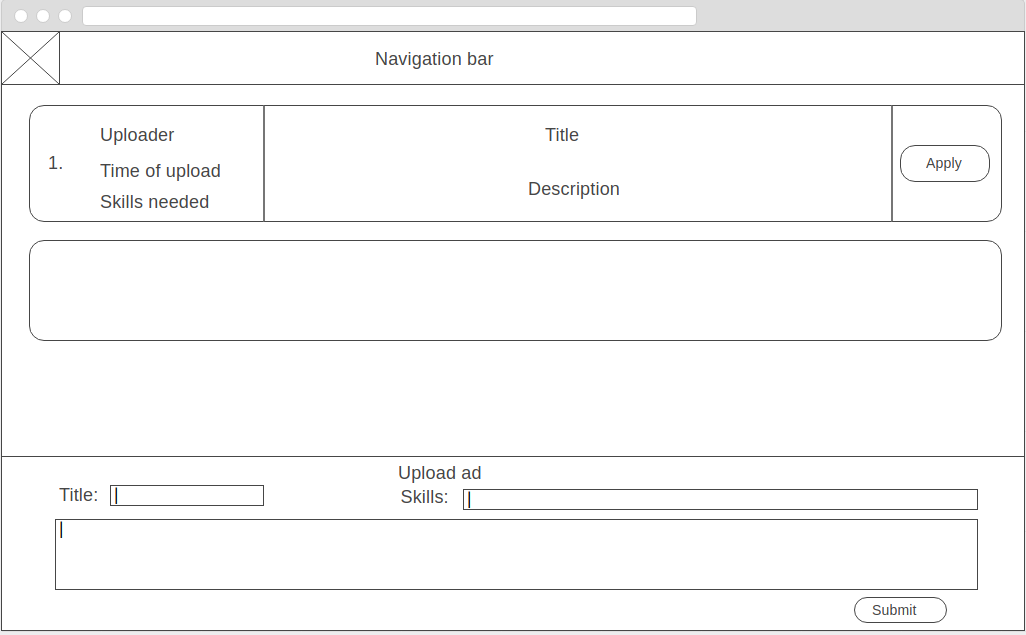 Navigation bar
1.
Uploader
Time of upload
Skills needed
Title
Description
Apply
Upload ad
Title:
Skills:
Submit